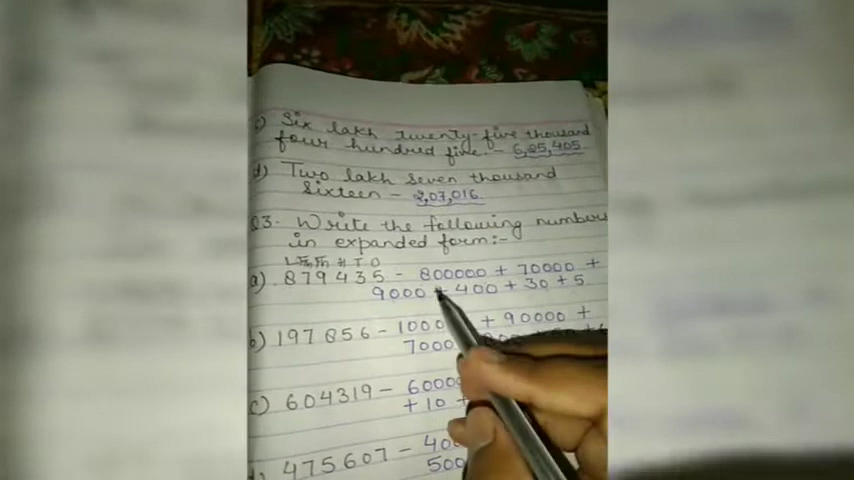 c) Six lakh twenty-five thousand
four hundred five. - 6,25,405
d) Two lakh seven thousand
sixteen - 2,07,016
Q3. Write the following numbers
in expanded form:-
L TTh Th H T O
a) 879435 - 800000 + 70000 +
9000 + 400 + 30 + 5
b) 197856 - 1000 + 90000 +
7000
c) 604319 - 60000
+ 10 +
475607 - 400
500